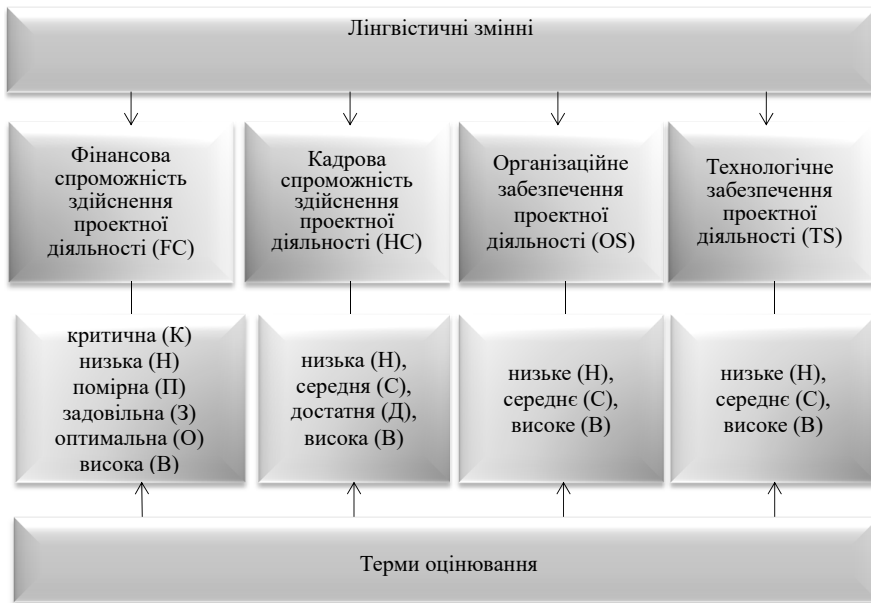 Лінгвістичні змінні
Фінансова
спроможність
здійснення
проектної
діяльності (FC)
Кадрова
спроможність
здійснення
проектної
діяльності (HC)
Організаційне
забезпечення
проектної
діяльності (OS)
Технологічне
забезпечення
проектної
діяльності (TS)
критична (К)
низька (Н)
помірна (П)
задовільна (З)
оптимальна (О)
висока (В)
низька (Н),
середня (С),
достатня (Д),
висока (В)
низьке (Н),
середнє (С),
високе (В)
низьке (Н),
середнє (С),
високе (В)
Терми оцінювання